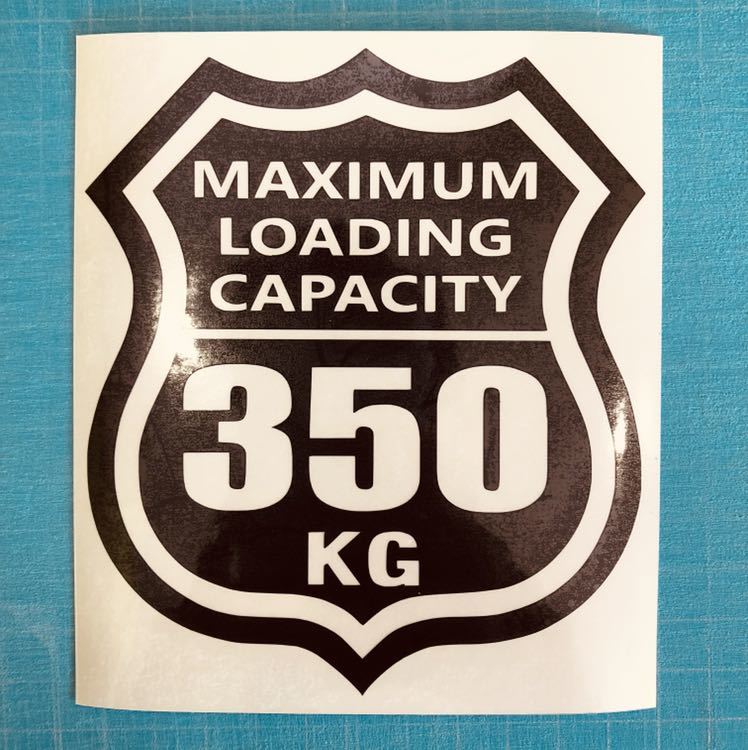 MAXIMUM
LOADING
CAPACITY
350
KG